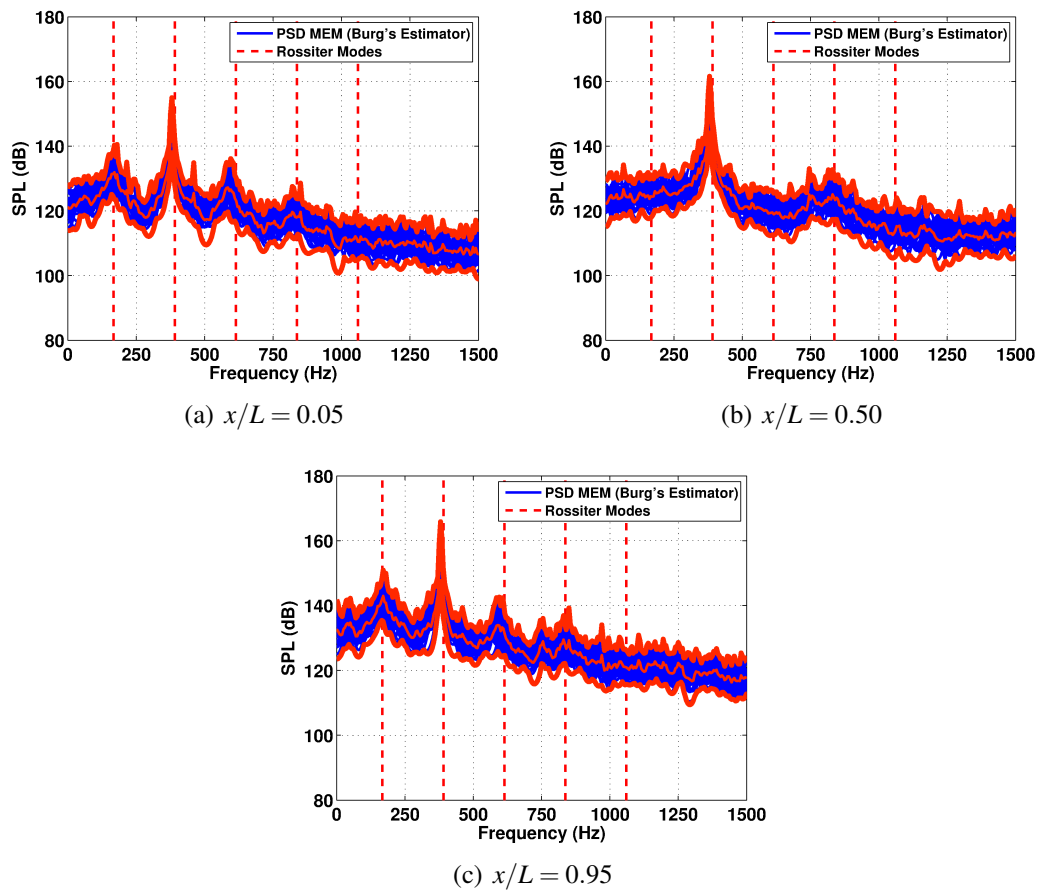 PSD MEM (Burg's Estimator)
Rossiter Modes
180
160
140
120
100
80
SPL (dB)
0 250 500 750 1000 1250 1500
Frequency (Hz)
(a) x/L = 0.05
PSD MEM (Burg's Estimator)
Rossiter Modes
180
160
140
120
100
80
SPL (dB)
0 250 500 750 1000 1250 1500
Frequency (Hz)
(b) x/L = 0.50
PSD MEM (Burg's Estimator)
Rossiter Modes
180
160
140
120
100
80
SPL (dB)
0 250 500 750 1000 1250 1500
Frequency (Hz)
(c) x/L = 0.95